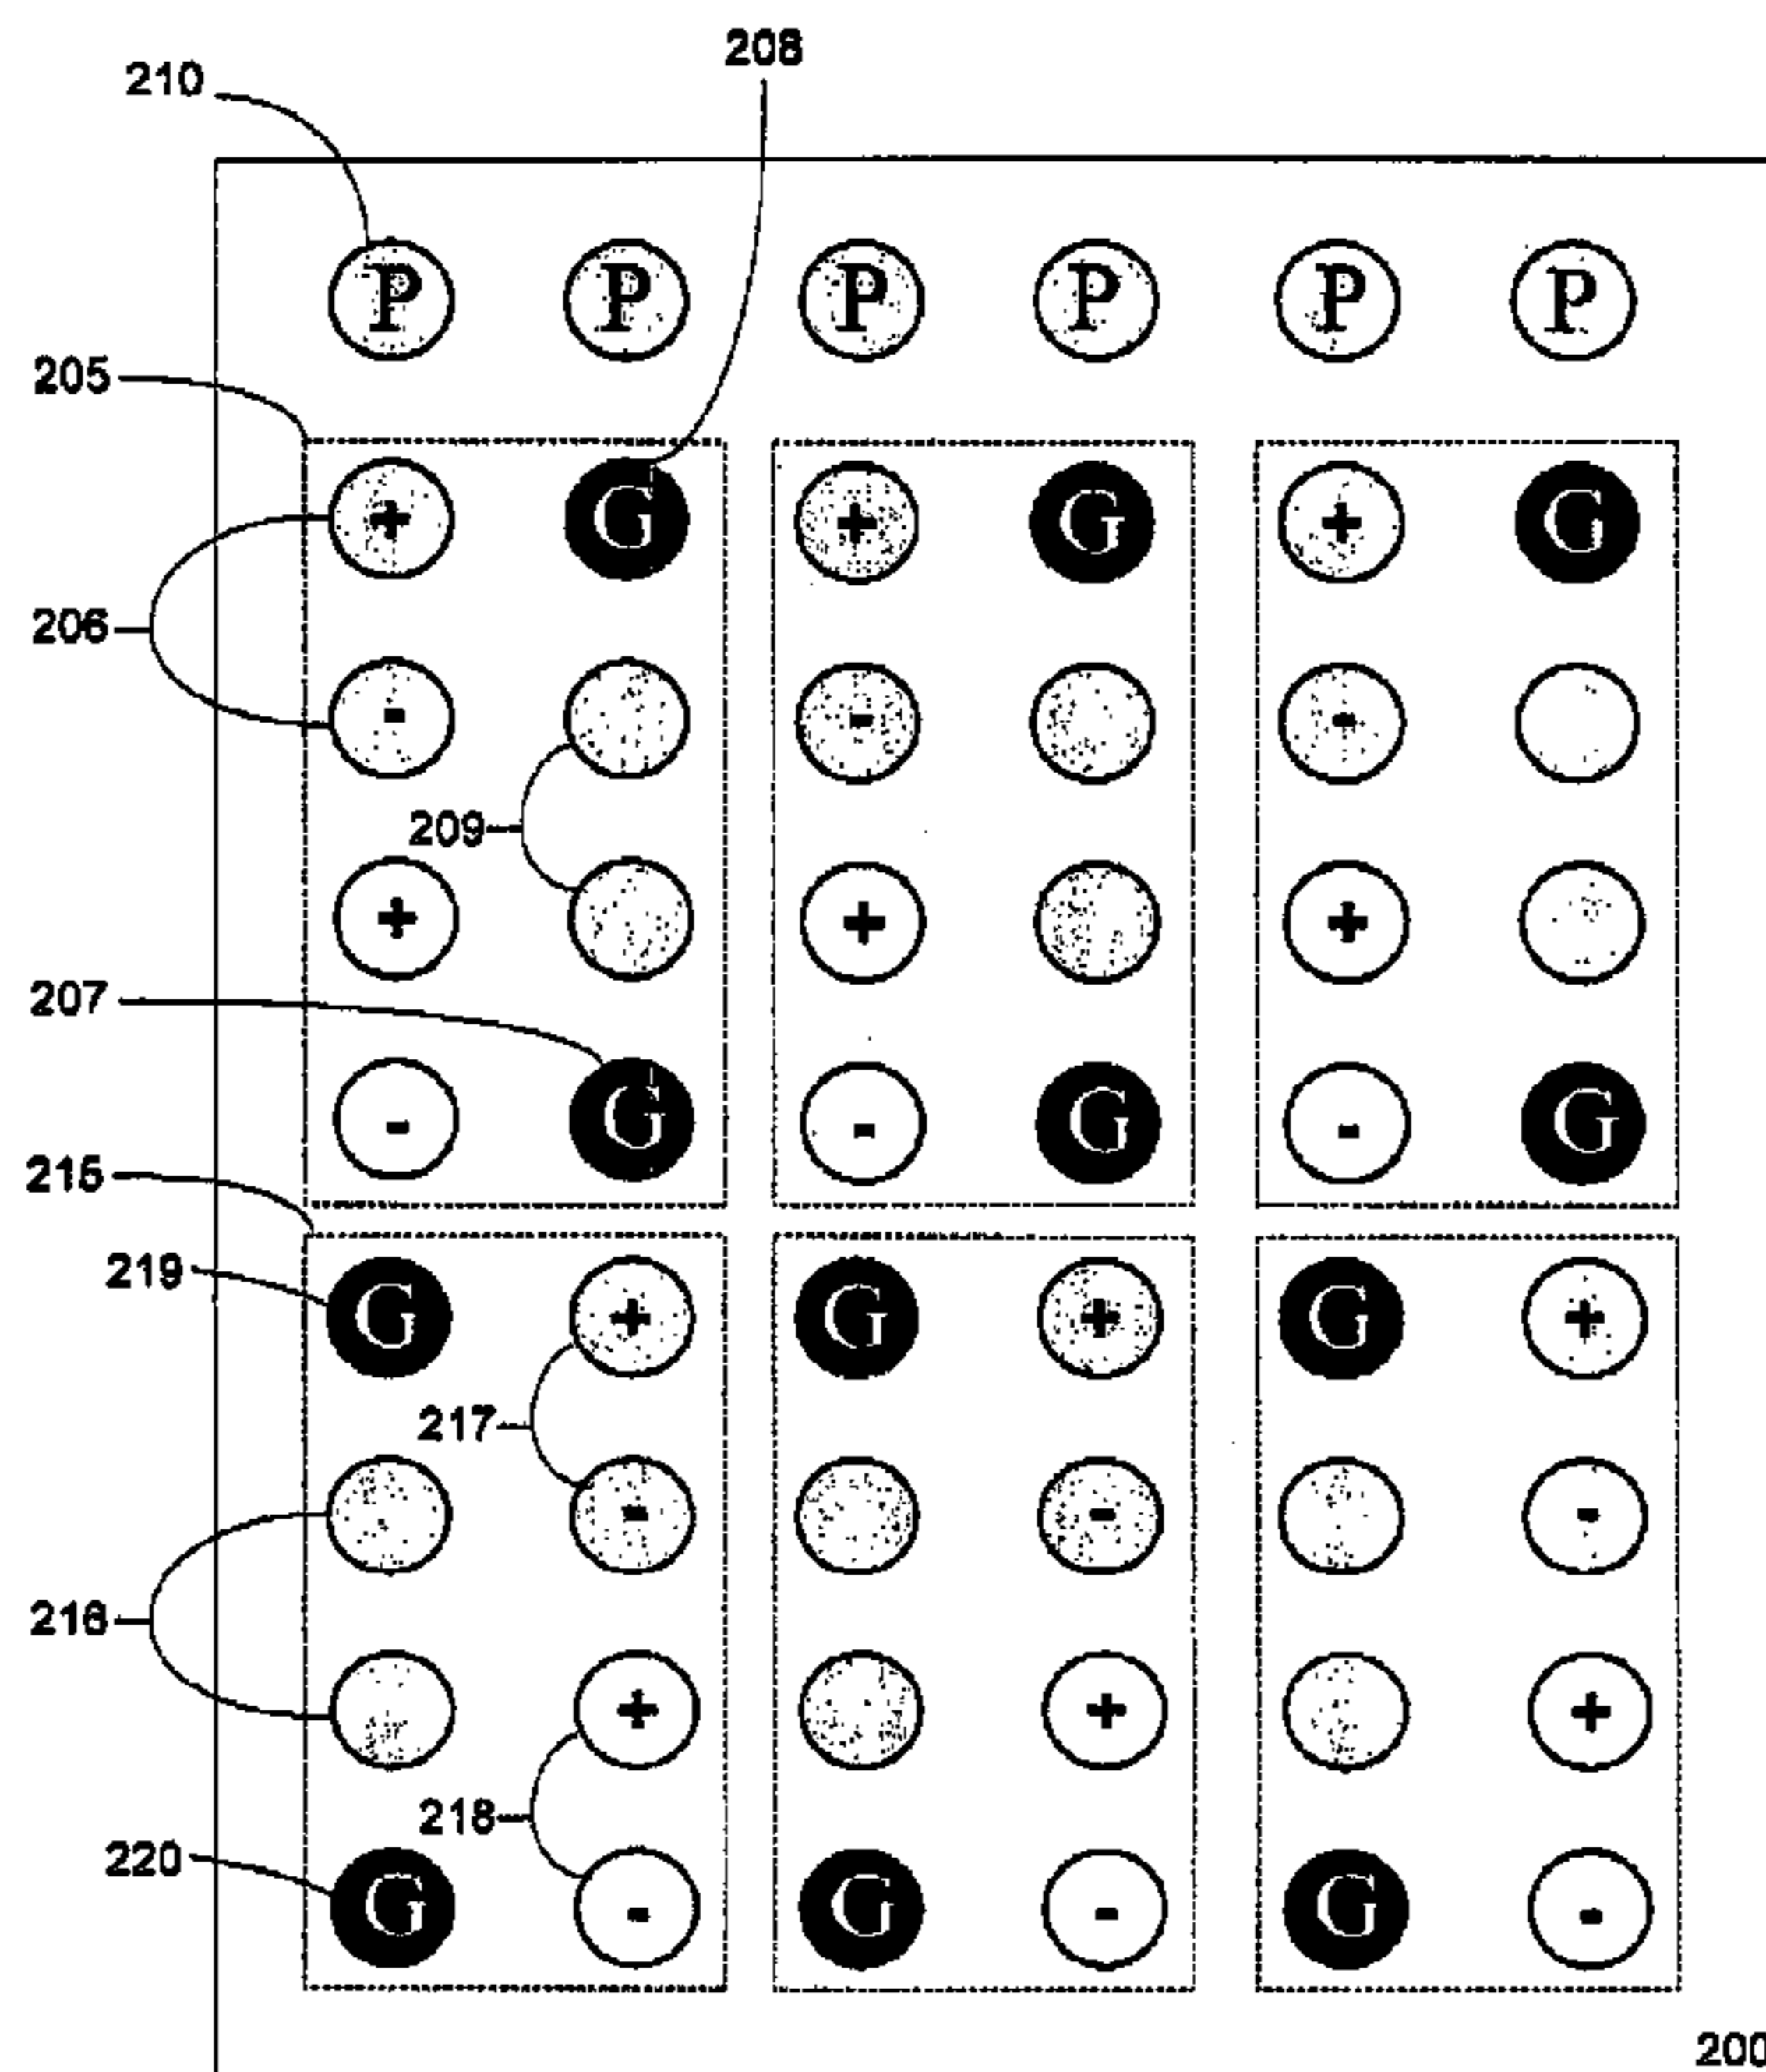 208
210
P P P P P P
205
+ G + G + G
206
- - -
209
+ + +
207
- G - G - G
215
219
G + G + G +
217
- - -
216
+ + +
218
220
G - G - G -
200